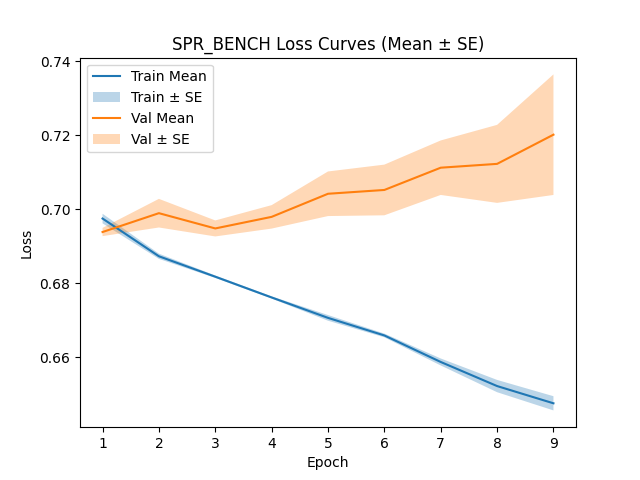 SPR_BENCH Loss Curves (Mean ± SE)
Train Mean
Train ± SE
Val Mean
Val ± SE
0.74
0.72
0.70
0.68
0.66
Loss
1 2 3 4 5 6 7 8 9
Epoch